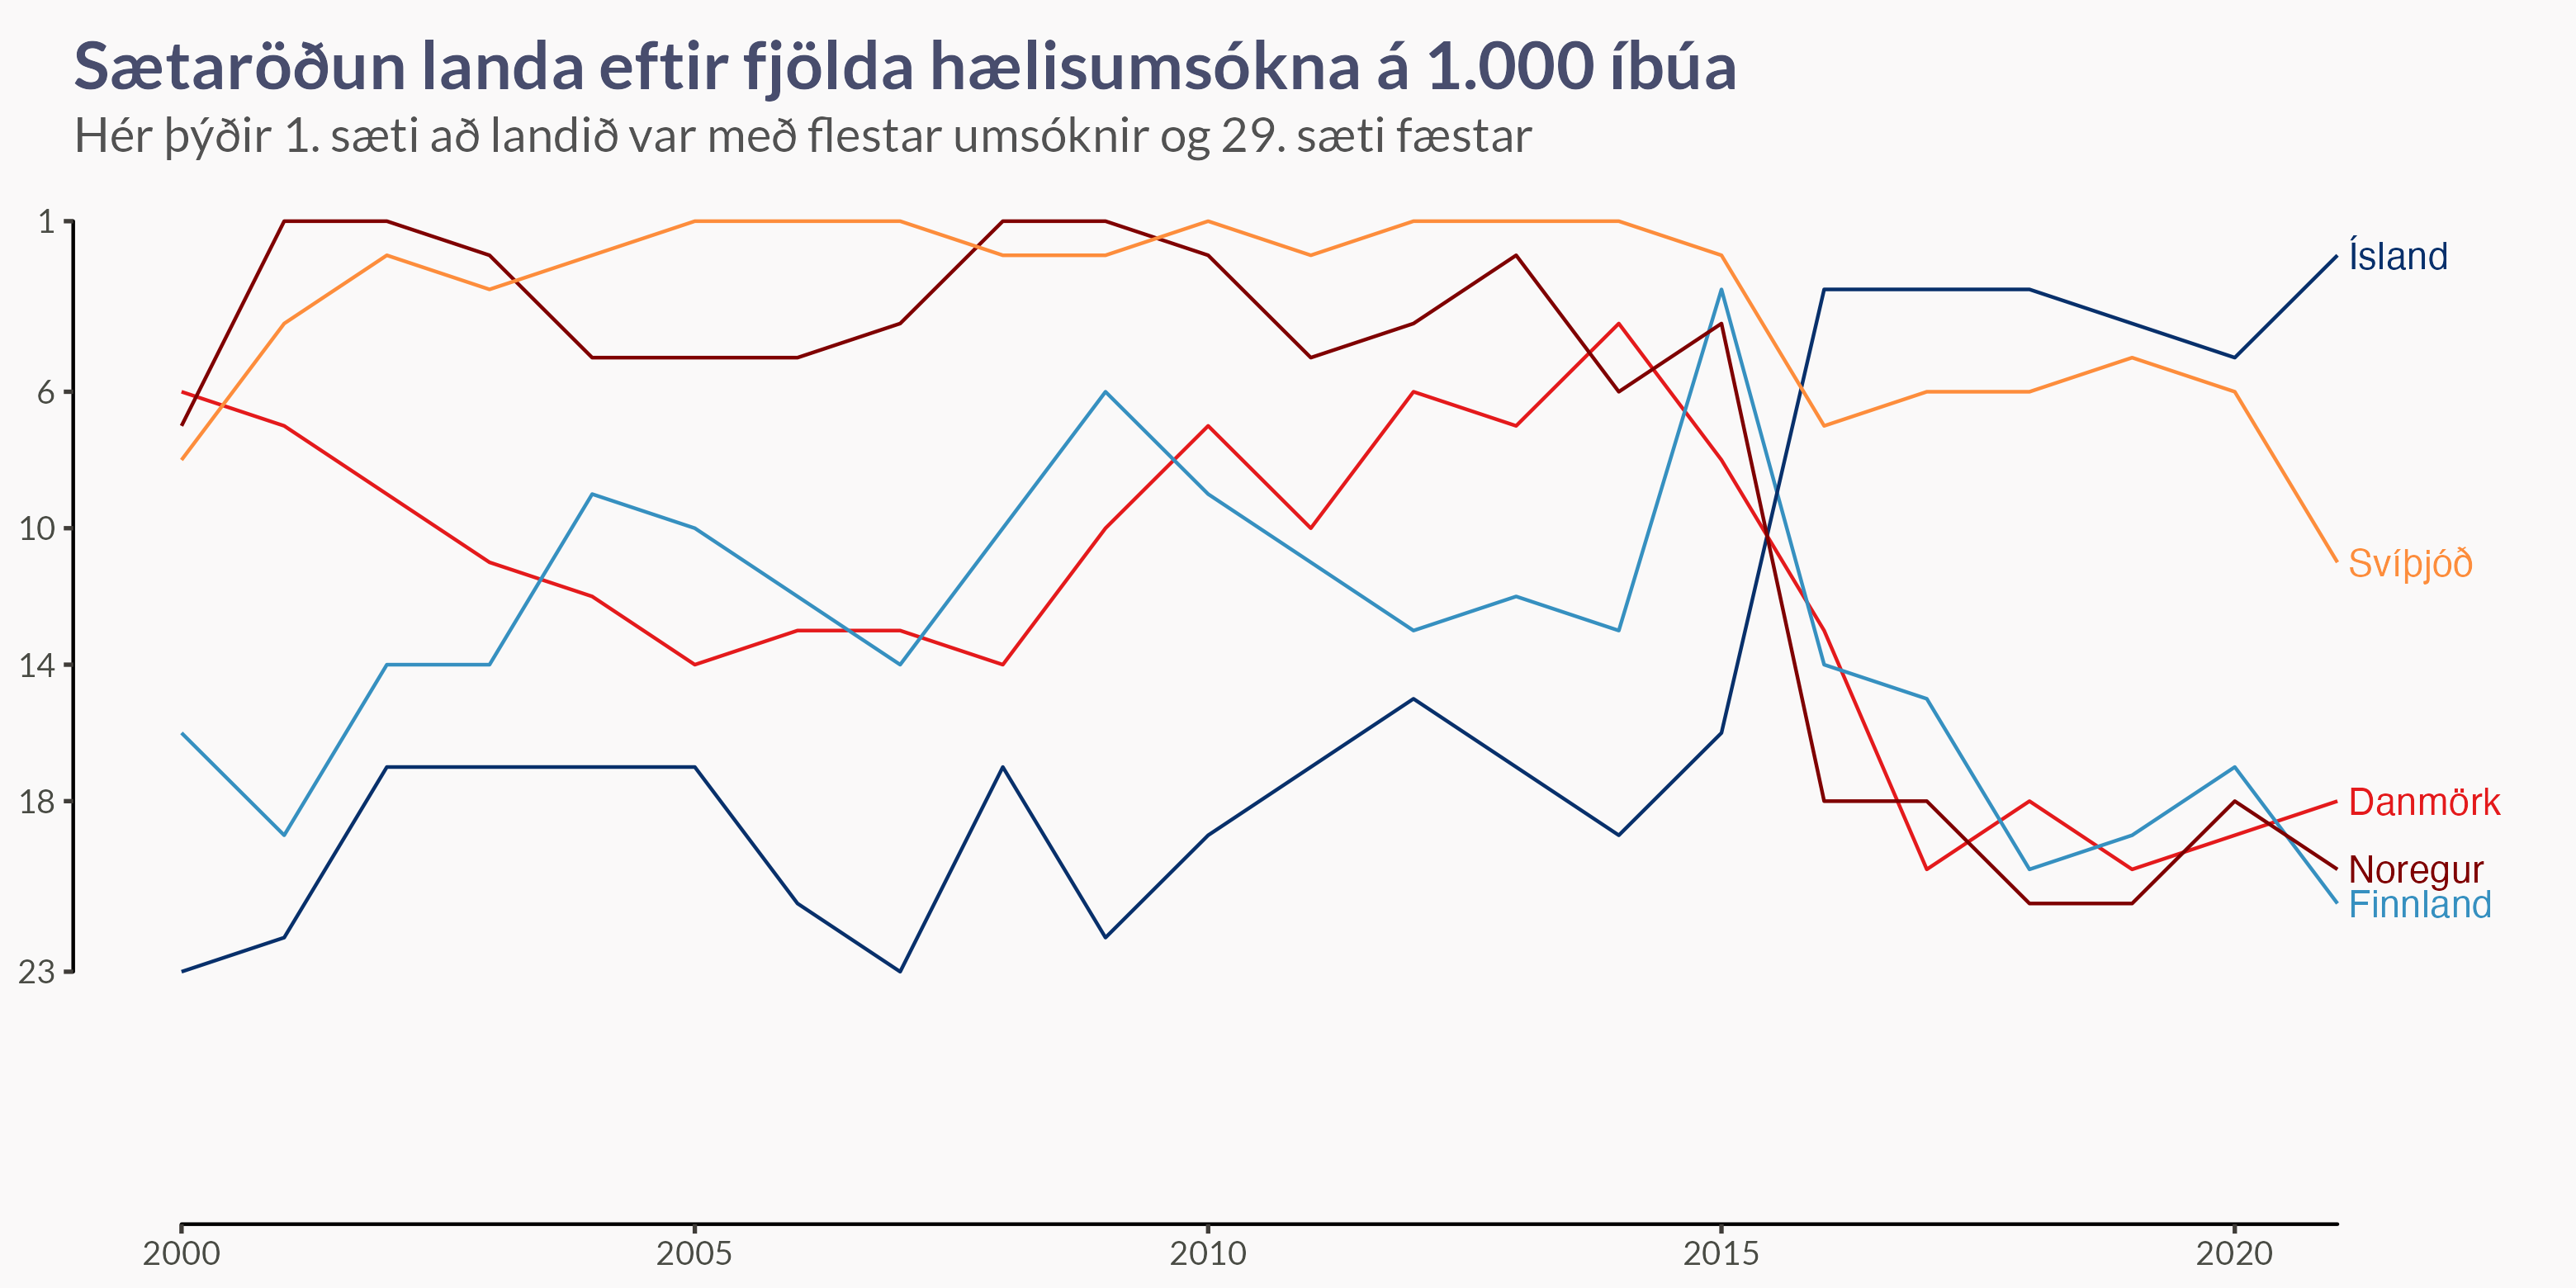 Sætaröðun landa eftir fjölda hælisumsókna á 1.000 íbúa
Hér þýðir 1. sæti að landið var með flestar umsóknir og 29. sæti fæstar
1
6
10
14
18
23
Ísland
Svíþjóð
Danmörk
Noregur
Finnland
2000
2005
2010
2015
2020